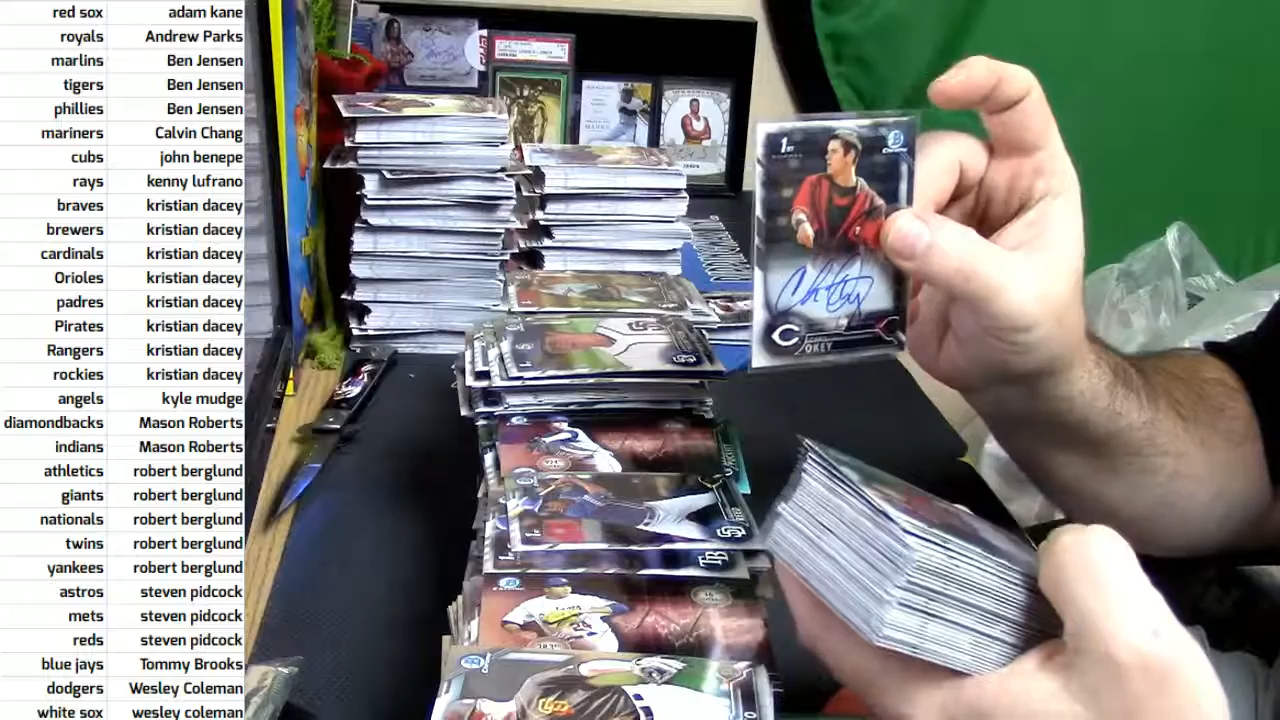 red sox adam kane
royals Andrew Parks
marlins Ben Jensen
tigers Ben Jensen
phillies Ben Jensen
mariners Calvin Chang
cubs john benepe
rays kenny lufrano
braves kristian dacey
brewers kristian dacey
cardinals kristian dacey
Orioles kristian dacey
padres kristian dacey
Pirates kristian dacey
Rangers kristian dacey
rockies kristian dacey
angels kyle mudge
diamondbacks Mason Roberts
indians Mason Roberts
athletics robert berglund
giants robert berglund
nationals robert berglund
twins robert berglund
yankees robert berglund
astros steven pidcock
mets steven pidcock
reds steven pidcock
blue jays Tommy Brooks
dodgers Wesley Coleman
white sox wesley coleman
1ST
B
C
OKEY
SD
TB